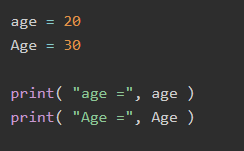 age = 20
Age = 30
print( "age =", age )
print( "Age =", Age )